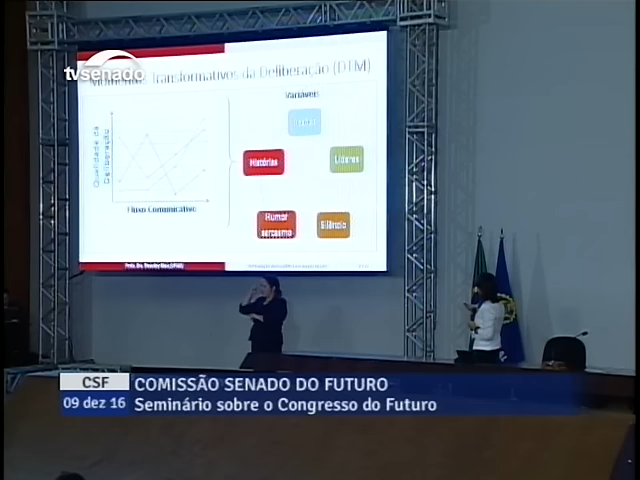 tvsenado
Momentos Transformativos da Deliberação (DTM)
Variáveis
Qualidade da
Deliberação
Histórias
Líderes
Humor
sarcasmo
Silêncio
Fluxo Comunicativo
CSF
COMISSÃO SENADO DO FUTURO
09 dez 16
Seminário sobre o Congresso do Futuro